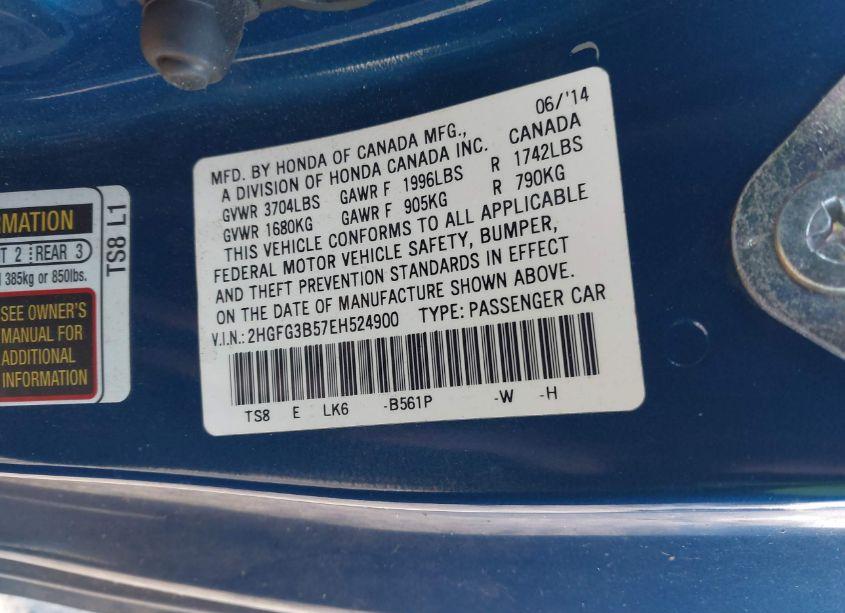 06/'14
MFD. BY HONDA OF CANADA MFG.,
A DIVISION OF HONDA CANADA INC. CANADA
GVWR 3704LBS GAWR F 1996LBS R 1742LBS
GVWR 1680KG GAWR F 905KG R 790KG
THIS VEHICLE CONFORMS TO ALL APPLICABLE
FEDERAL MOTOR VEHICLE SAFETY, BUMPER,
AND THEFT PREVENTION STANDARDS IN EFFECT
ON THE DATE OF MANUFACTURE SHOWN ABOVE.
V.I.N.: 2HGFG3B57EH524900 TYPE: PASSENGER CAR
TS8 E LK6 -B561P -W -H
RMATION
T 2 REAR 3
385kg or 850lbs.
SEE OWNER'S
MANUAL FOR
ADDITIONAL
INFORMATION
TS8 L1